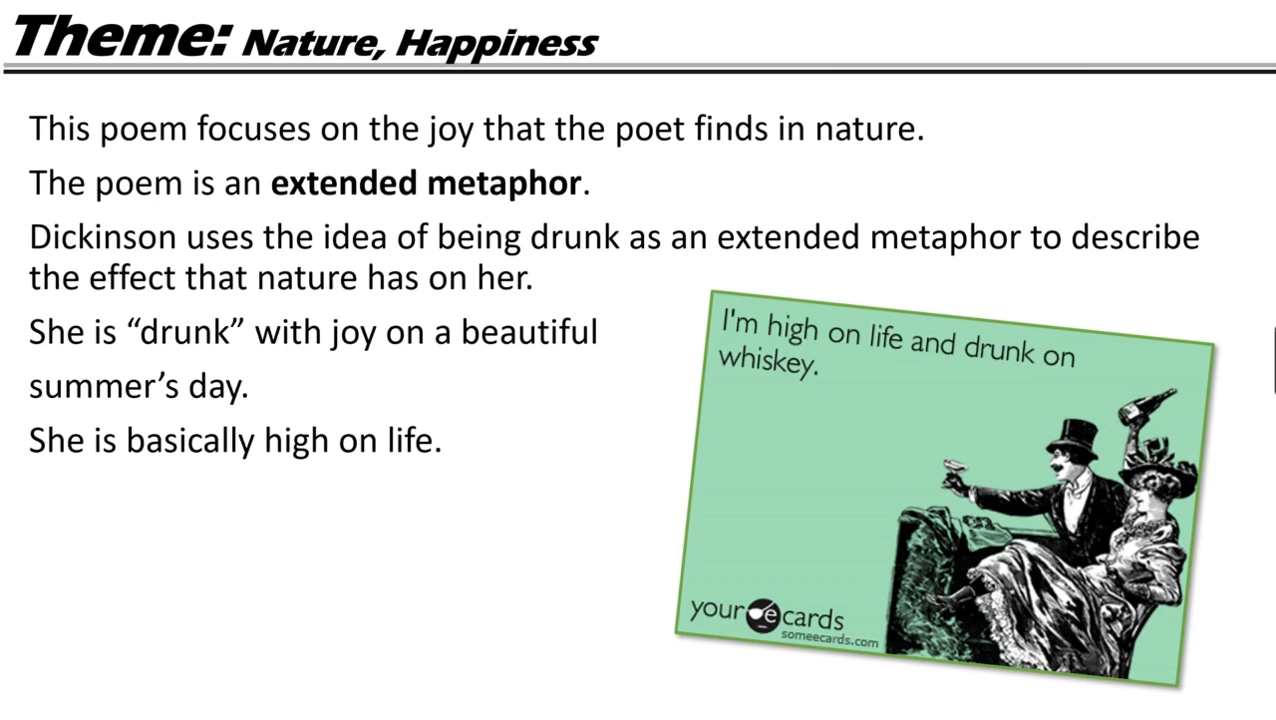 Theme: Nature, Happiness
This poem focuses on the joy that the poet finds in nature.
The poem is an extended metaphor.
Dickinson uses the idea of being drunk as an extended metaphor to describe
the effect that nature has on her.
She is “drunk” with joy on a beautiful
summer’s day.
She is basically high on life.
I'm high on life and drunk on
whiskey.
your e cards
someecards.com